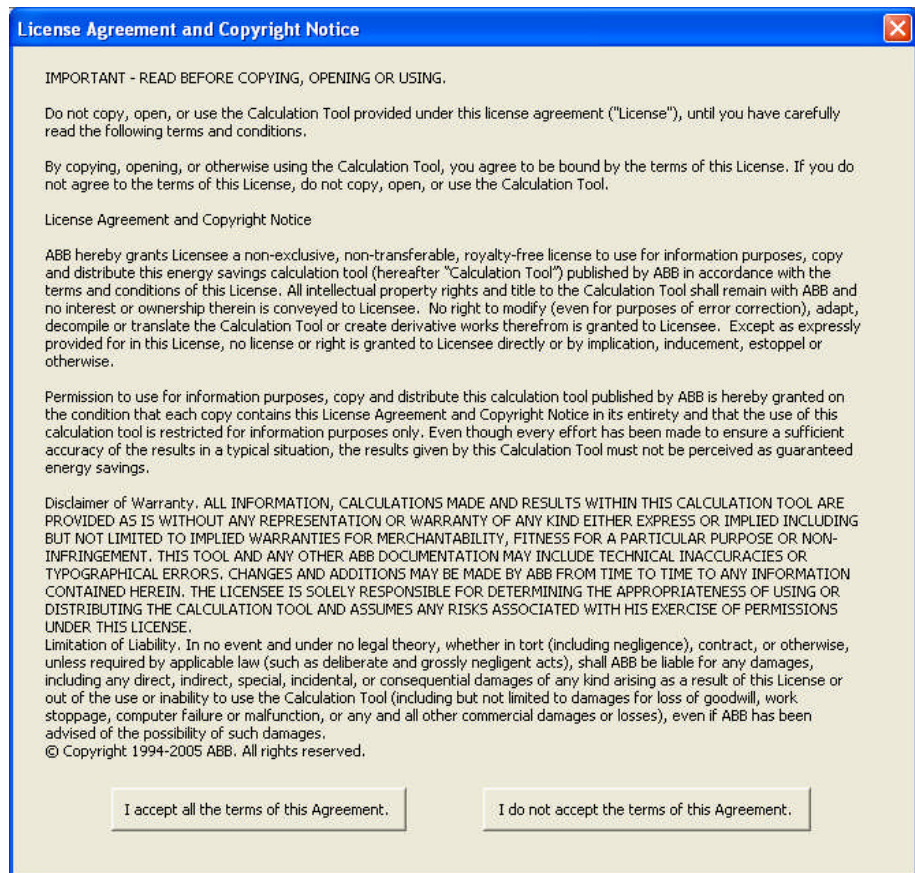 License Agreement and Copyright Notice
IMPORTANT - READ BEFORE COPYING, OPENING OR USING.
Do not copy, open, or use the Calculation Tool provided under this license agreement ("License"), until you have carefully
read the following terms and conditions.
By copying, opening, or otherwise using the Calculation Tool, you agree to be bound by the terms of this License. If you do
not agree to the terms of this License, do not copy, open, or use the Calculation Tool.
License Agreement and Copyright Notice
ABB hereby grants Licensee a non-exclusive, non-transferable, royalty-free license to use for information purposes, copy
and distribute this energy savings calculation tool (hereafter "Calculation Tool") published by ABB in accordance with the
terms and conditions of this License. All intellectual property rights and title to the Calculation Tool shall remain with ABB and
no interest or ownership therein is conveyed to Licensee. No right to modify (even for purposes of error correction), adapt,
decompile or translate the Calculation Tool or create derivative works therefrom is granted to Licensee. Except as expressly
provided for in this License, no license or right is granted to Licensee directly or by implication, inducement, estoppel or
otherwise.
Permission to use for information purposes, copy and distribute this calculation tool published by ABB is hereby granted on
the condition that each copy contains this License Agreement and Copyright Notice in its entirety and that the use of this
calculation tool is restricted for information purposes only. Even though every effort has been made to ensure a sufficient
accuracy of the results in a typical situation, the results given by this Calculation Tool must not be perceived as guaranteed
energy savings.
Disclaimer of Warranty. ALL INFORMATION, CALCULATIONS MADE AND RESULTS WITHIN THIS CALCULATION TOOL ARE
PROVIDED AS IS WITHOUT ANY REPRESENTATION OR WARRANTY OF ANY KIND EITHER EXPRESS OR IMPLIED INCLUDING
BUT NOT LIMITED TO IMPLIED WARRANTIES FOR MERCHANTABILITY, FITNESS FOR A PARTICULAR PURPOSE OR NON-
INFRINGEMENT. THIS TOOL AND ANY OTHER ABB DOCUMENTATION MAY INCLUDE TECHNICAL INACCURACIES OR
TYPOGRAPHICAL ERRORS. CHANGES AND ADDITIONS MAY BE MADE BY ABB FROM TIME TO TIME TO ANY INFORMATION
CONTAINED HEREIN. THE LICENSEE IS SOLELY RESPONSIBLE FOR DETERMINING THE APPROPRIATENESS OF USING OR
DISTRIBUTING THE CALCULATION TOOL AND ASSUMES ANY RISKS ASSOCIATED WITH HIS EXERCISE OF PERMISSIONS
UNDER THIS LICENSE.
Limitation of Liability. In no event and under no legal theory, whether in tort (including negligence), contract, or otherwise,
unless required by applicable law (such as deliberate and grossly negligent acts), shall ABB be liable for any damages,
including any direct, indirect, special, incidental, or consequential damages of any kind arising as a result of this License or
out of the use or inability to use the Calculation Tool (including but not limited to damages for loss of goodwill, work
stoppage, computer failure or malfunction, or any and all other commercial damages or losses), even if ABB has been
advised of the possibility of such damages.
© Copyright 1994-2005 ABB. All rights reserved.
I accept all the terms of this Agreement.
I do not accept the terms of this Agreement.